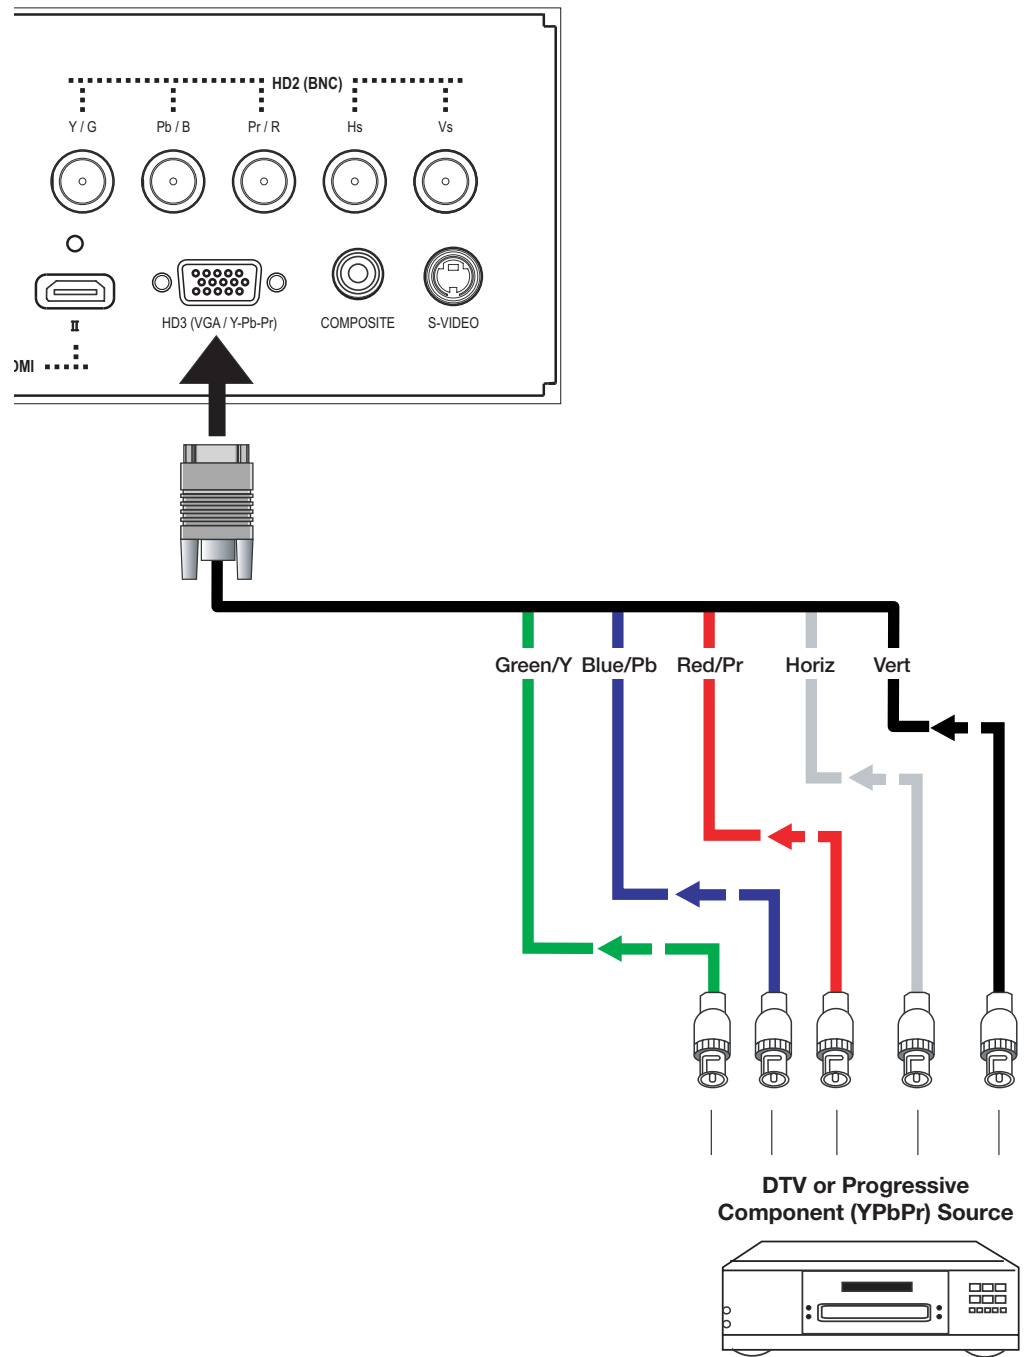 HD2 (BNC)
Y / G Pb / B Pr / R Hs Vs
II
HD3 (VGA / Y-Pb-Pr) COMPOSITE S-VIDEO
DMI
Green/Y Blue/Pb Red/Pr Horiz Vert
DTV or Progressive
Component (YPbPr) Source